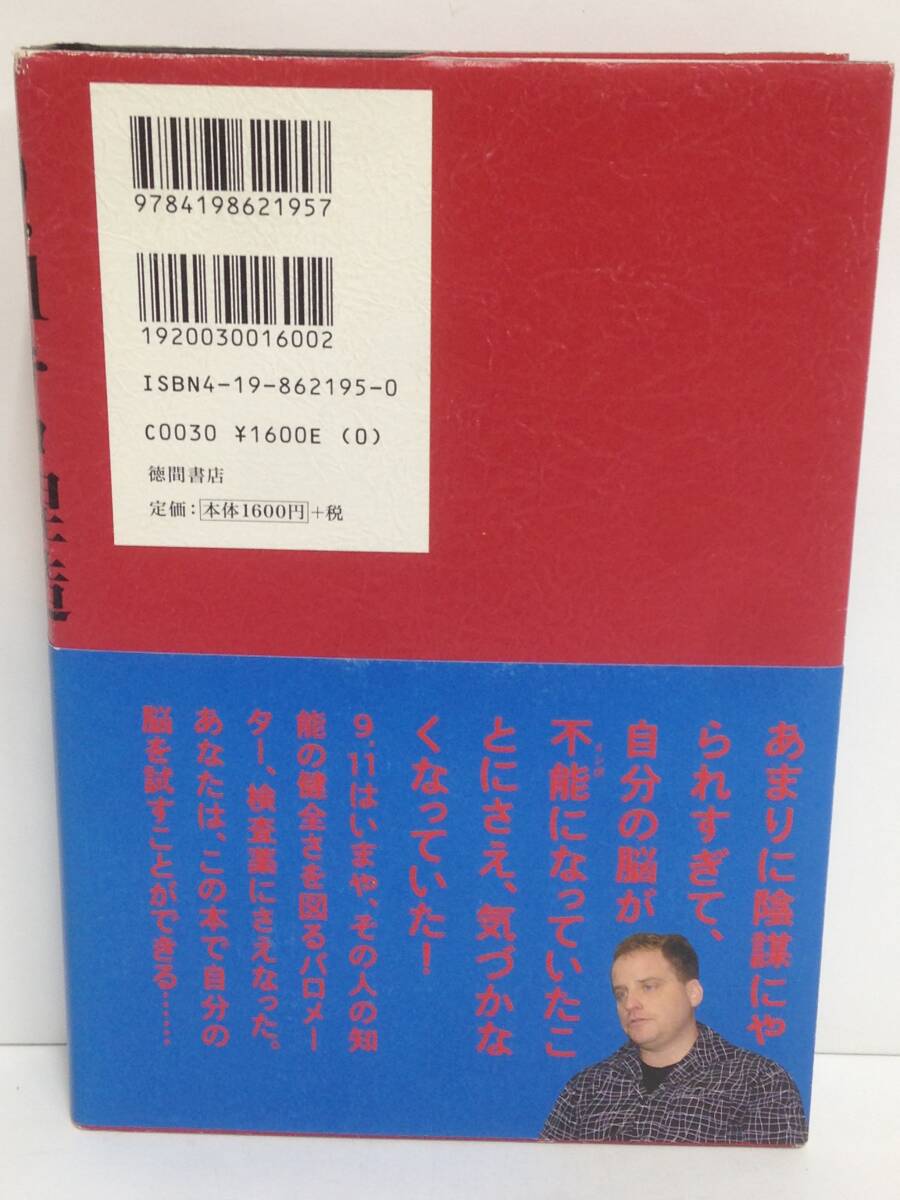 9784198621957
1920030016002
ISBN4-19-862195-0
C0030 ¥1600E (0)
徳間書店
定価：本体1600円＋税
あまりに陰謀にや
られすぎて、
自分の脳が
不能になっていたこ
とにさえ、気づかな
くなっていた！
9.11はいまや、その人の知
能の健全さを図るバロメー
ター、検査薬にさえなった。
あなたは、この本で自分の
脳を試すことができる……